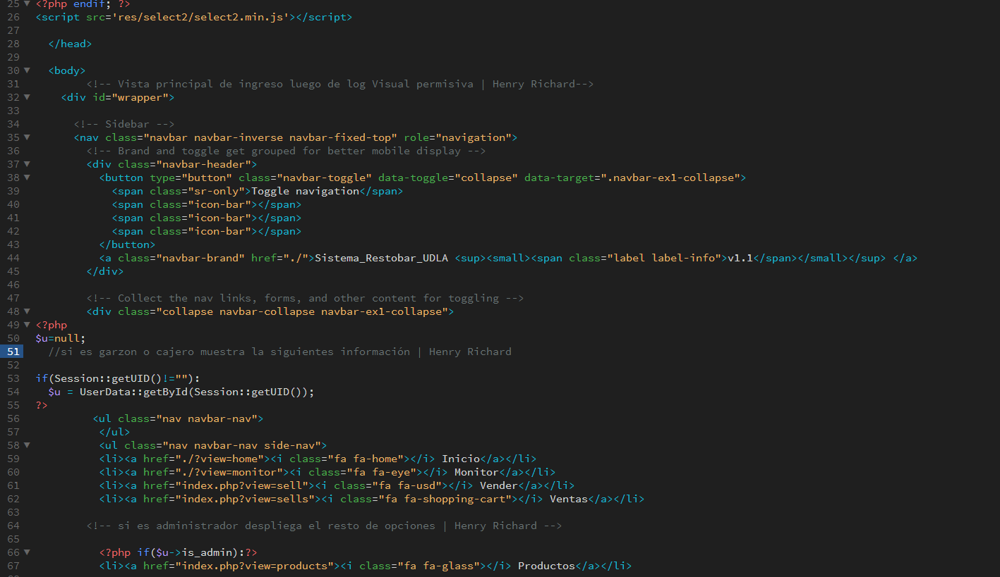 25 <?php endif; ?>
26 <script src='res/select2/select2.min.js'></script>
27
28 </head>
29
30 <body>
31 <!-- Vista principal de ingreso luego de log Visual permisiva | Henry Richard-->
32 <div id="wrapper">
33
34 <!-- Sidebar -->
35 <nav class="navbar navbar-inverse navbar-fixed-top" role="navigation">
36 <!-- Brand and toggle get grouped for better mobile display -->
37 <div class="navbar-header">
38 <button type="button" class="navbar-toggle" data-toggle="collapse" data-target=".navbar-ex1-collapse">
39 <span class="sr-only">Toggle navigation</span>
40 <span class="icon-bar"></span>
41 <span class="icon-bar"></span>
42 <span class="icon-bar"></span>
43 </button>
44 <a class="navbar-brand" href="./">Sistema_Restobar_UDLA <sup><small><span class="label label-info">v1.1</span></small></sup> </a>
45 </div>
46
47 <!-- Collect the nav links, forms, and other content for toggling -->
48 <div class="collapse navbar-collapse navbar-ex1-collapse">
49 <?php
50 $u=null;
51 //si es garzon o cajero muestra la siguientes información | Henry Richard
52
53 if(Session::getUID()!=""):
54 $u = UserData::getById(Session::getUID());
55 ?>
56 <ul class="nav navbar-nav">
57 </ul>
58 <ul class="nav navbar-nav side-nav">
59 <li><a href="./?view=home"><i class="fa fa-home"></i> Inicio</a></li>
60 <li><a href="./?view=monitor"><i class="fa fa-eye"></i> Monitor</a></li>
61 <li><a href="index.php?view=sell"><i class="fa fa-usd"></i> Vender</a></li>
62 <li><a href="index.php?view=sells"><i class="fa fa-shopping-cart"></i> Ventas</a></li>
63
64 <!-- si es administrador despliega el resto de opciones | Henry Richard -->
65
66 <?php if($u->is_admin):?>
67 <li><a href="index.php?view=products"><i class="fa fa-glass"></i> Productos</a></li>